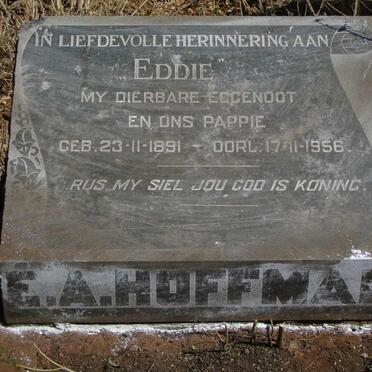 IN LIEFDEVOLLE HERINNERING AAN
"EDDIE"
MY DIERBARE EGGENOOT
EN ONS PAPPIE
GEB. 23-11-1891 – OORL. 17-11-1956.
RUS MY SIEL JOU GOD IS KONING.
E.A. HOFFMAN